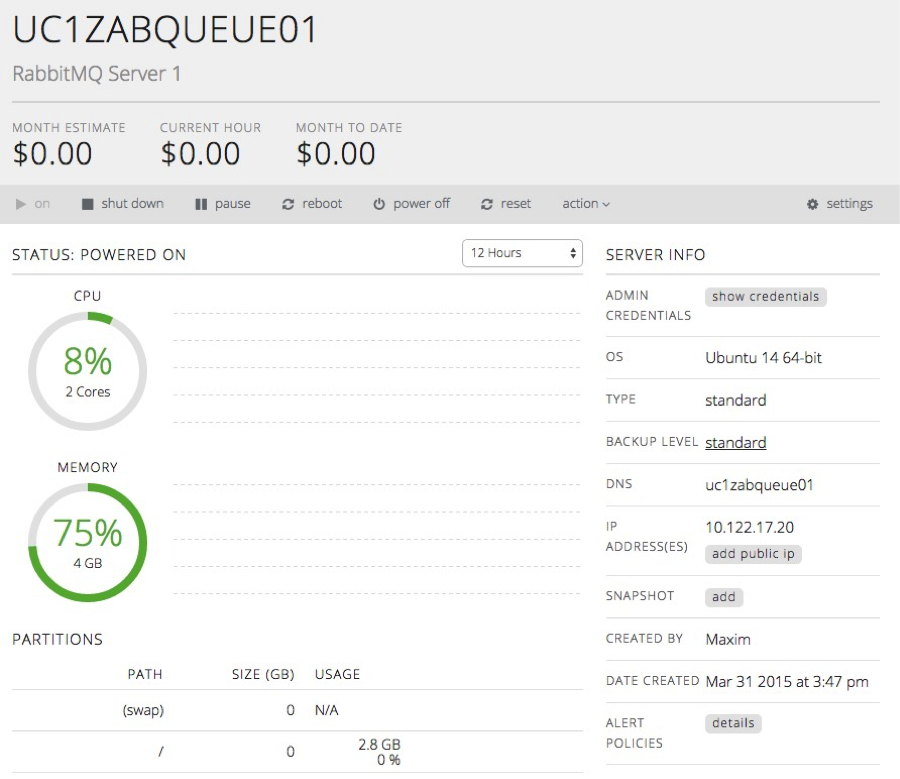 UC1ZABQUEUE01
RabbitMQ Server 1
MONTH ESTIMATE CURRENT HOUR MONTH TO DATE
$0.00 $0.00 $0.00
on shut down pause reboot power off reset action settings
STATUS: POWERED ON 12 Hours
CPU
8%
2 Cores
MEMORY
75%
4 GB
PARTITIONS
PATH SIZE (GB) USAGE
(swap) 0 N/A
/ 0 2.8 GB
0 %
SERVER INFO
ADMIN CREDENTIALS show credentials
OS Ubuntu 14 64-bit
TYPE standard
BACKUP LEVEL standard
DNS uc1zabqueue01
IP ADDRESS(ES) 10.122.17.20
add public ip
SNAPSHOT add
CREATED BY Maxim
DATE CREATED Mar 31 2015 at 3:47 pm
ALERT POLICIES details